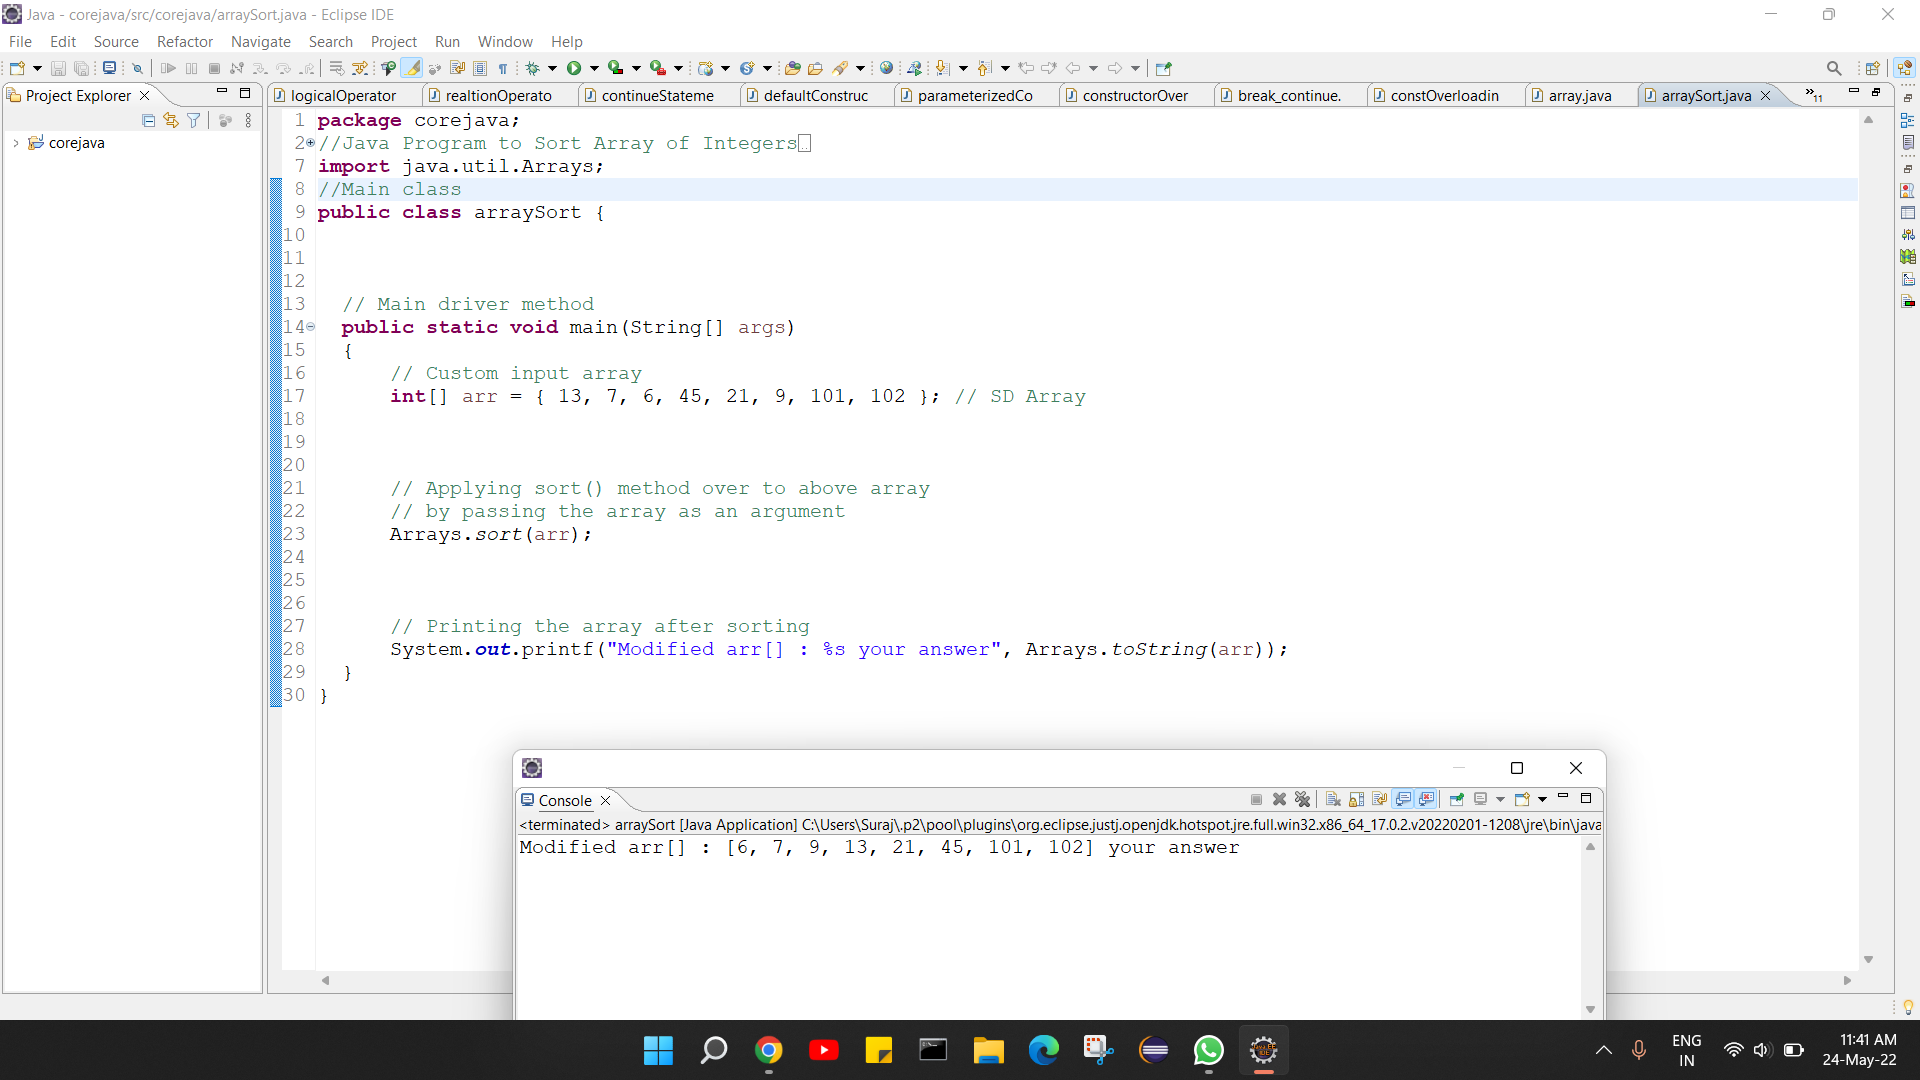 Java - corejava/src/corejava/arraySort.java - Eclipse IDE
File Edit Source Refactor Navigate Search Project Run Window Help
Project Explorer
logicalOperator realtionOperato continueStateme defaultConstruc parameterizedCo constructorOver break_continue. constOverloadin array.java arraySort.java »11
corejava
1 package corejava;
2 //Java Program to Sort Array of Integers
7 import java.util.Arrays;
8 //Main class
9 public class arraySort {
10
11
12
13 // Main driver method
14 public static void main(String[] args)
15 {
16 // Custom input array
17 int[] arr = { 13, 7, 6, 45, 21, 9, 101, 102 }; // SD Array
18
19
20
21 // Applying sort() method over to above array
22 // by passing the array as an argument
23 Arrays.sort(arr);
24
25
26
27 // Printing the array after sorting
28 System.out.printf("Modified arr[] : %s your answer", Arrays.toString(arr));
29 }
30 }
Console
<terminated> arraySort [Java Application] C:\Users\Suraj\.p2\pool\plugins\org.eclipse.justj.openjdk.hotspot.jre.full.win32.x86_64_17.0.2.v20220201-1208\jre\bin\java
Modified arr[] : [6, 7, 9, 13, 21, 45, 101, 102] your answer
ENG
IN
11:41 AM
24-May-22